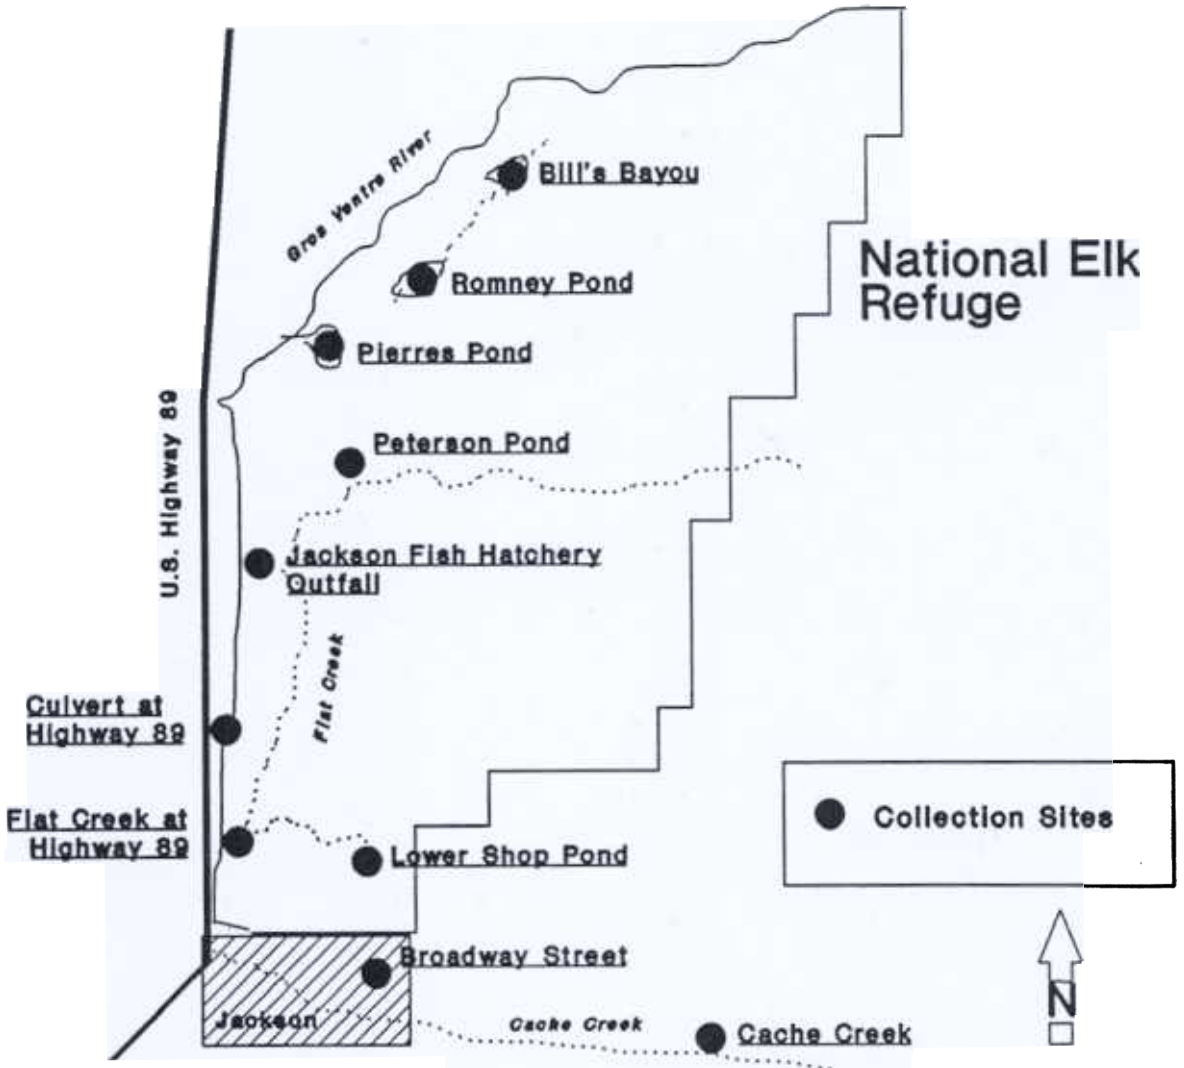 Gros Ventre River
Bill's Bayou
National Elk
Refuge
Romney Pond
Pierres Pond
U.S. Highway 89
Peterson Pond
Jackson Fish Hatchery
Outfall
Flat Creek
Culvert at
Highway 89
Flat Creek at
Highway 89
Collection Sites
Lower Shop Pond
Broadway Street
N
Jackson
Cache Creek
Cache Creek